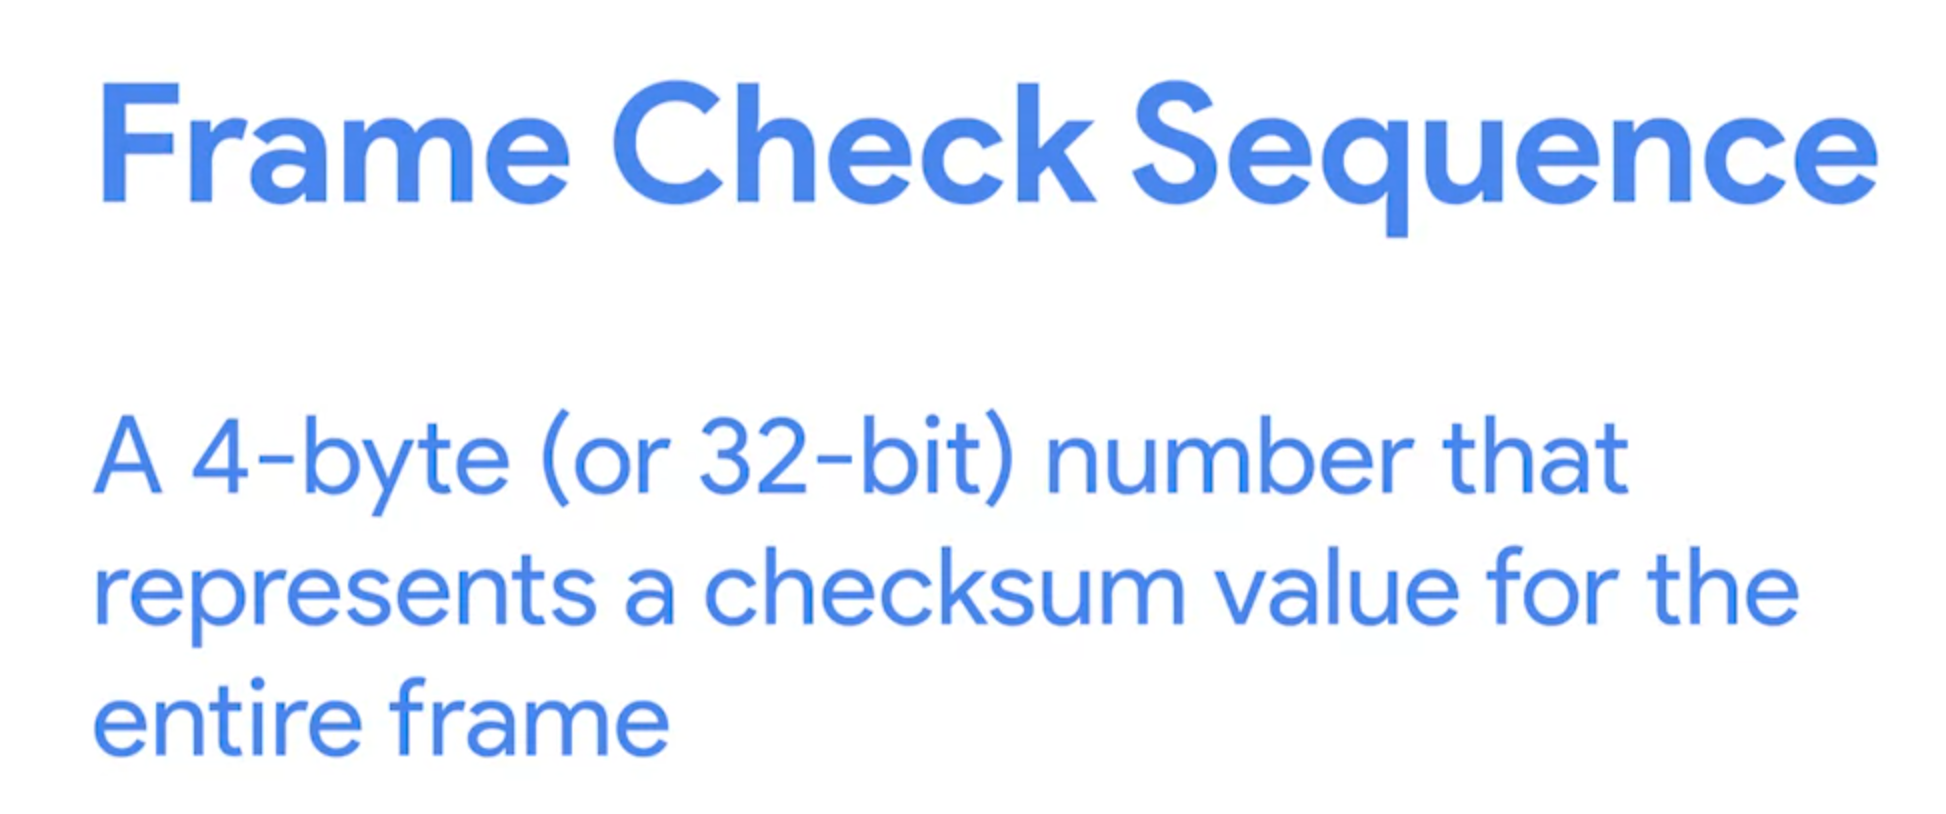 Frame Check Sequence
A 4-byte (or 32-bit) number that
represents a checksum value for the
entire frame